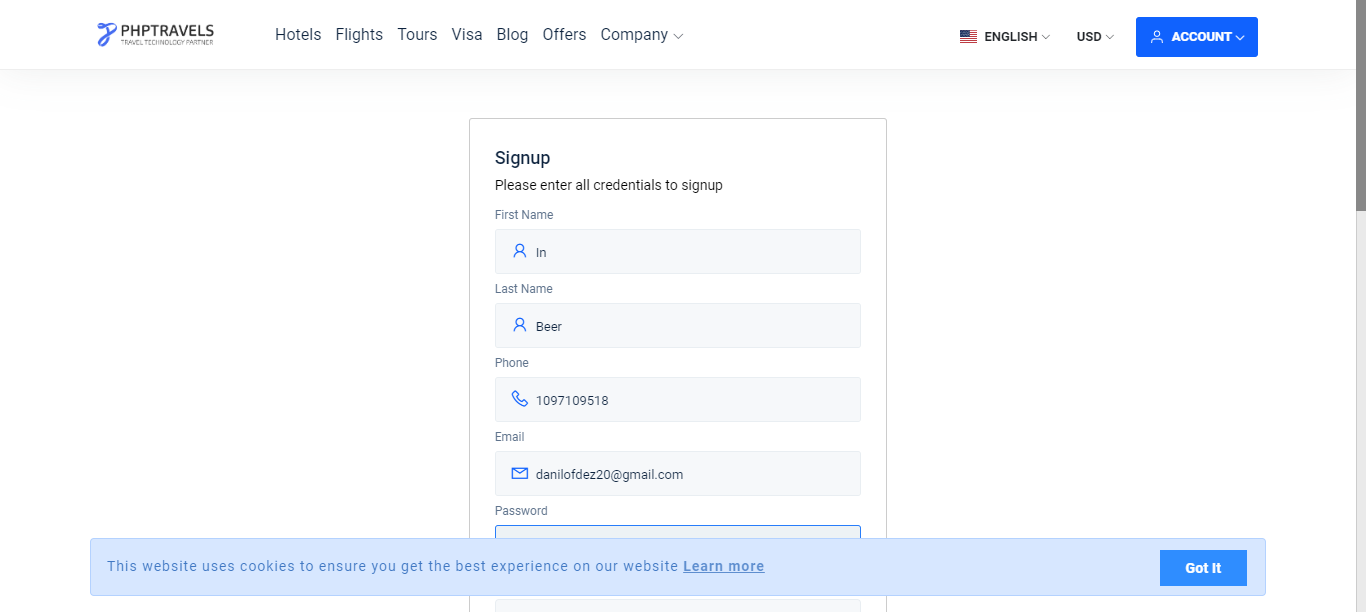 PHPTRAVELS
TRAVEL TECHNOLOGY PARTNER
Hotels Flights Tours Visa Blog Offers Company
ENGLISH USD ACCOUNT
Signup
Please enter all credentials to signup
First Name
In
Last Name
Beer
Phone
1097109518
Email
danilofdez20@gmail.com
Password
This website uses cookies to ensure you get the best experience on our website Learn more
Got It